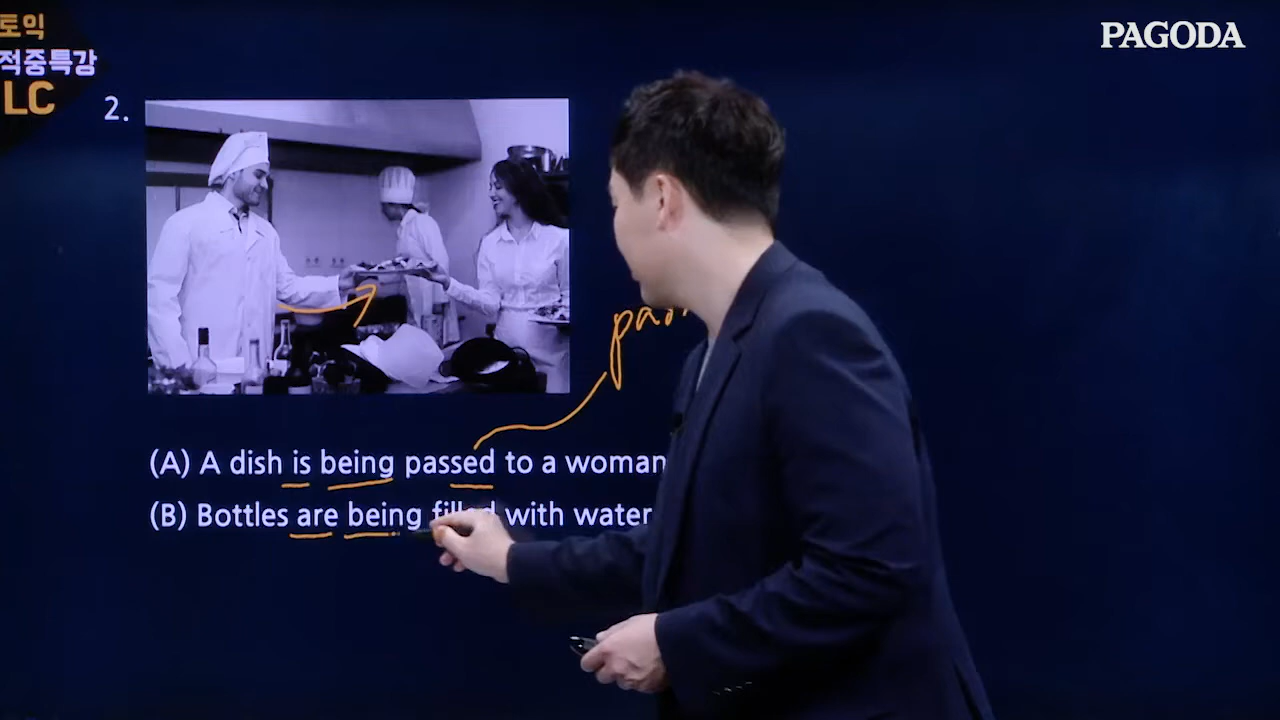 토익
적중특강
LC
PAGODA
2.
(A) A dish is being passed to a woman
(B) Bottles are being filled with water